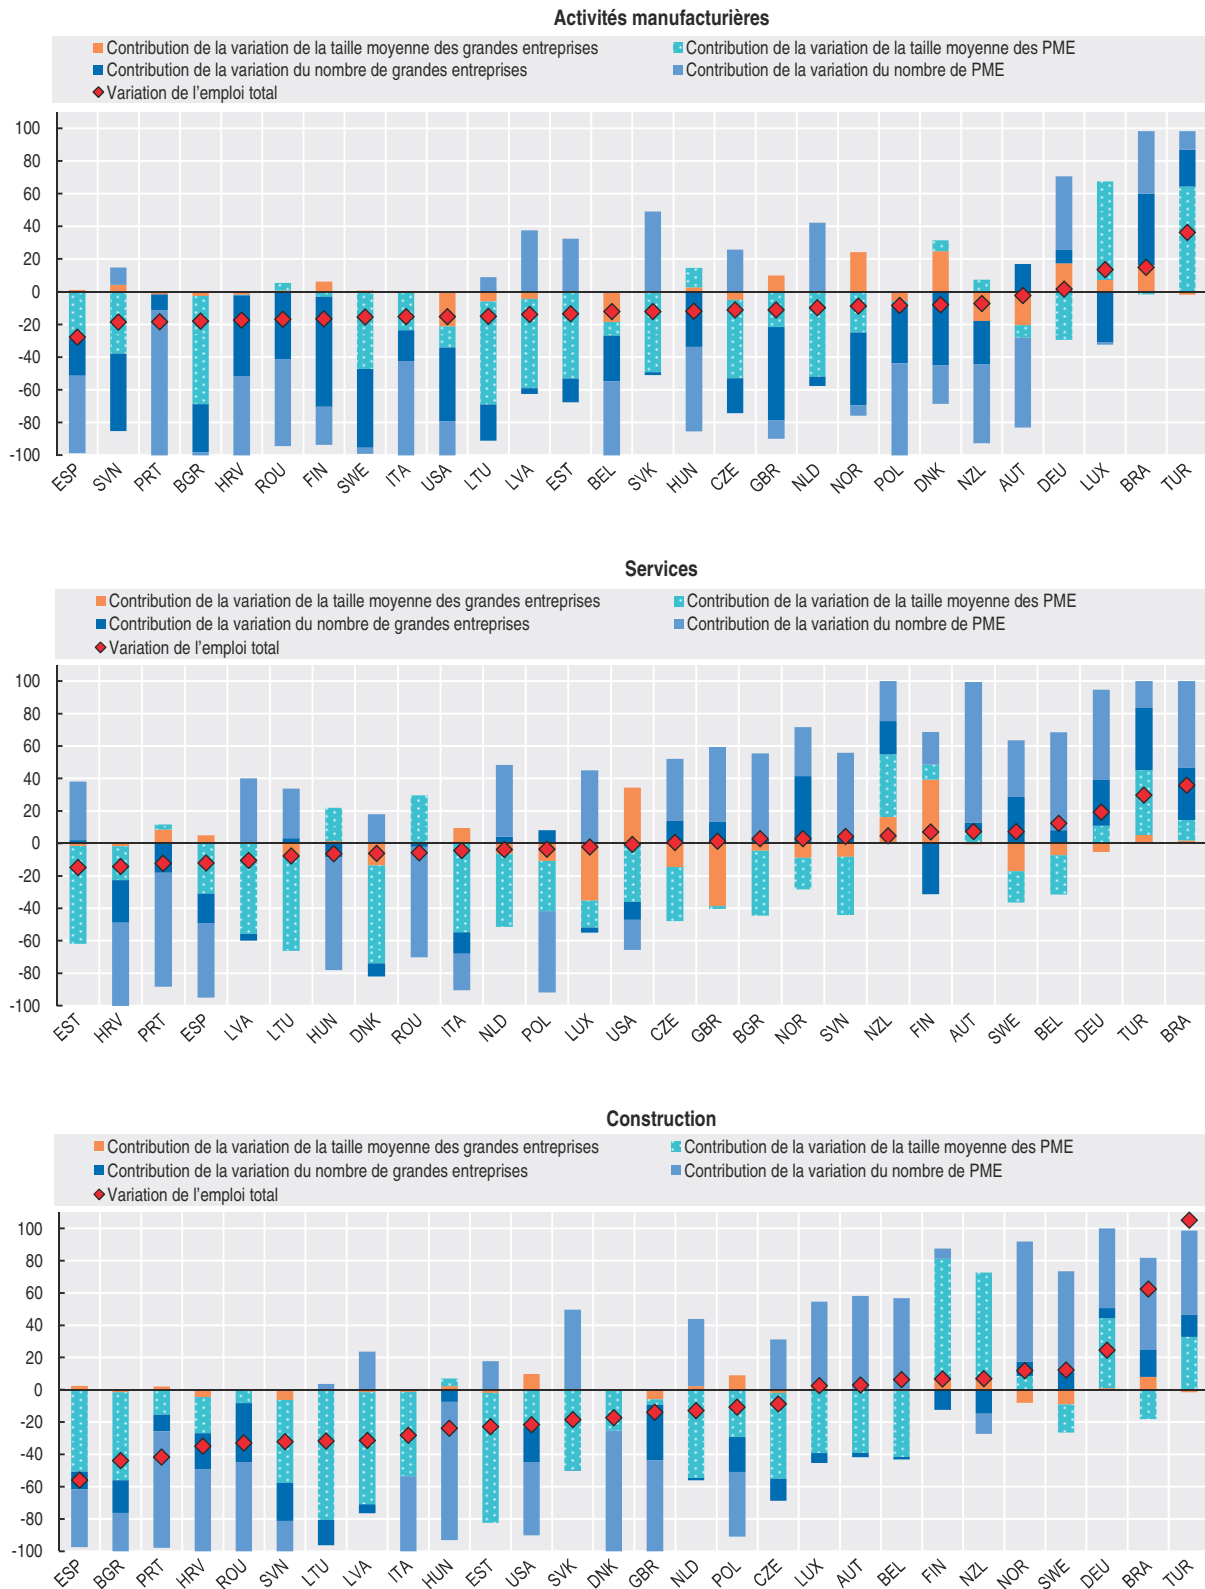 Activités manufacturières
Contribution de la variation de la taille moyenne des grandes entreprises Contribution de la variation de la taille moyenne des PME
Contribution de la variation du nombre de grandes entreprises Contribution de la variation du nombre de PME
Variation de l'emploi total
100
80
60
40
20
0
-20
-40
-60
-80
-100
ESP SVN PRT BGR HRV ROU FIN SWE ITA USA LTU LVA EST BEL SVK HUN CZE GBR NLD NOR POL DNK NZL AUT DEU LUX BRA TUR
Services
Contribution de la variation de la taille moyenne des grandes entreprises Contribution de la variation de la taille moyenne des PME
Contribution de la variation du nombre de grandes entreprises Contribution de la variation du nombre de PME
Variation de l'emploi total
100
80
60
40
20
0
-20
-40
-60
-80
-100
EST HRV PRT ESP LVA LTU HUN DNK ROU ITA NLD POL LUX USA CZE GBR BGR NOR SVN NZL FIN AUT SWE BEL DEU TUR BRA
Construction
Contribution de la variation de la taille moyenne des grandes entreprises Contribution de la variation de la taille moyenne des PME
Contribution de la variation du nombre de grandes entreprises Contribution de la variation du nombre de PME
Variation de l'emploi total
100
80
60
40
20
0
-20
-40
-60
-80
-100
ESP BGR PRT HRV ROU SVN LTU LVA ITA HUN EST USA SVK DNK GBR NLD POL CZE LUX AUT BEL FIN NZL NOR SWE DEU BRA TUR